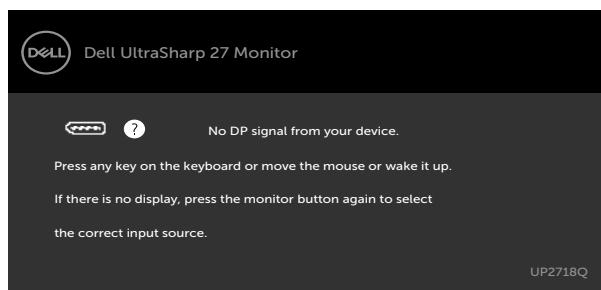 DELL Dell UltraSharp 27 Monitor
? No DP signal from your device.
Press any key on the keyboard or move the mouse or wake it up.
If there is no display, press the monitor button again to select
the correct input source.
UP2718Q